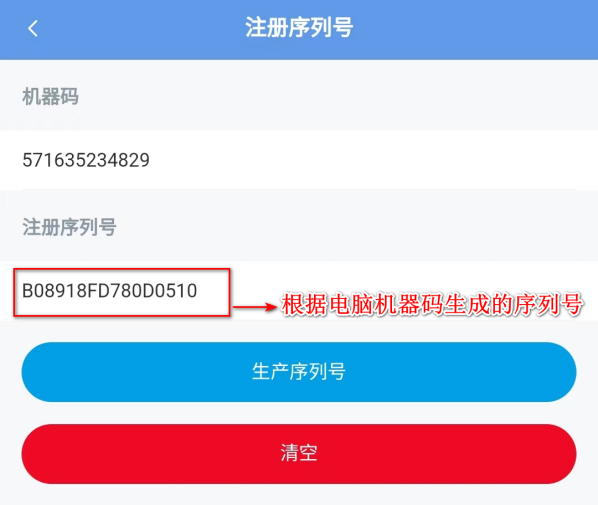 注册序列号
机器码
571635234829
注册序列号
B08918FD780D0510
根据电脑机器码生成的序列号
生产序列号
清空